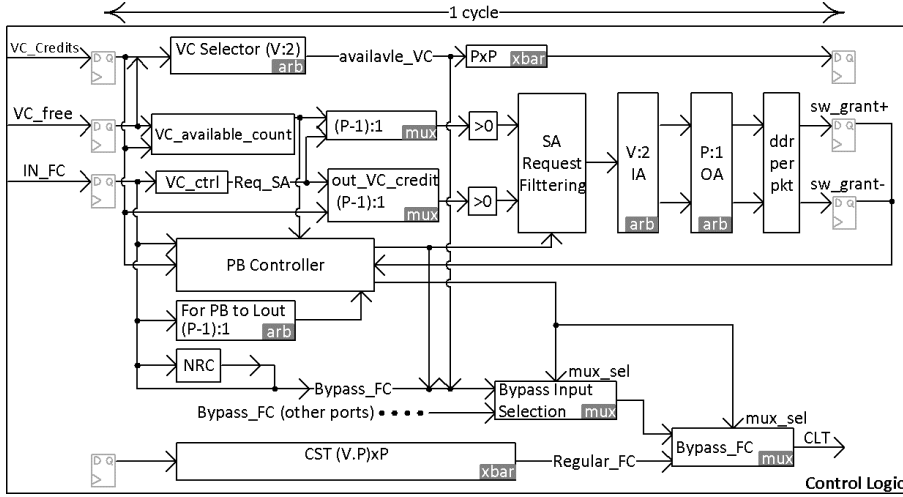 1 cycle
VC_Credits
D Q
VC Selector (V:2)
arb
availavle_VC
PxP
xbar
D Q
VC_free
D Q
VC_available_count
(P-1):1
mux
>0
SA
Request
Filttering
V:2
IA
arb
P:1
OA
arb
ddr
per
pkt
sw_grant+
D Q
IN_FC
D Q
VC_ctrl
Req_SA
out_VC_credit
(P-1):1
mux
>0
sw_grant-
D Q
PB Controller
For PB to Lout
(P-1):1
arb
NRC
Bypass_FC
mux_sel
Bypass Input
Selection
mux
Bypass_FC (other ports)
mux_sel
Bypass_FC
mux
CLT
D Q
CST (V.P)xP
xbar
Regular_FC
Control Logic